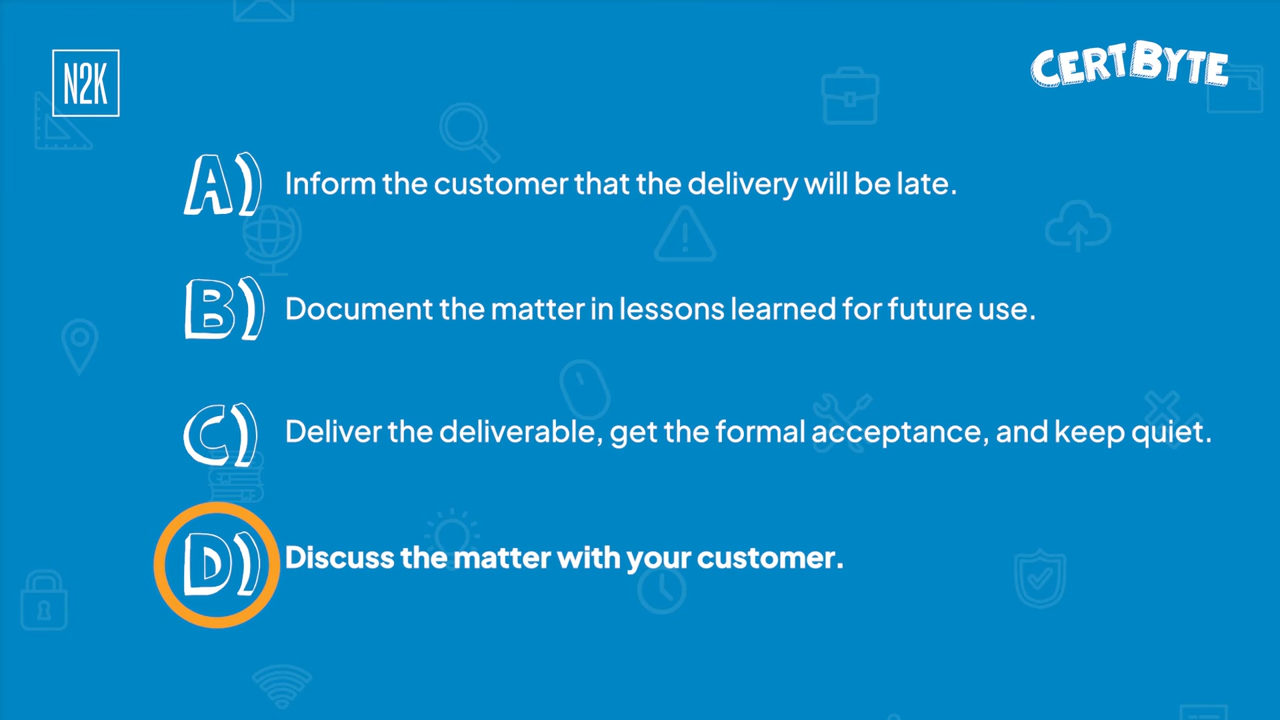 N2K
CERTBYTE
A) Inform the customer that the delivery will be late.
B) Document the matter in lessons learned for future use.
C) Deliver the deliverable, get the formal acceptance, and keep quiet.
D) Discuss the matter with your customer.